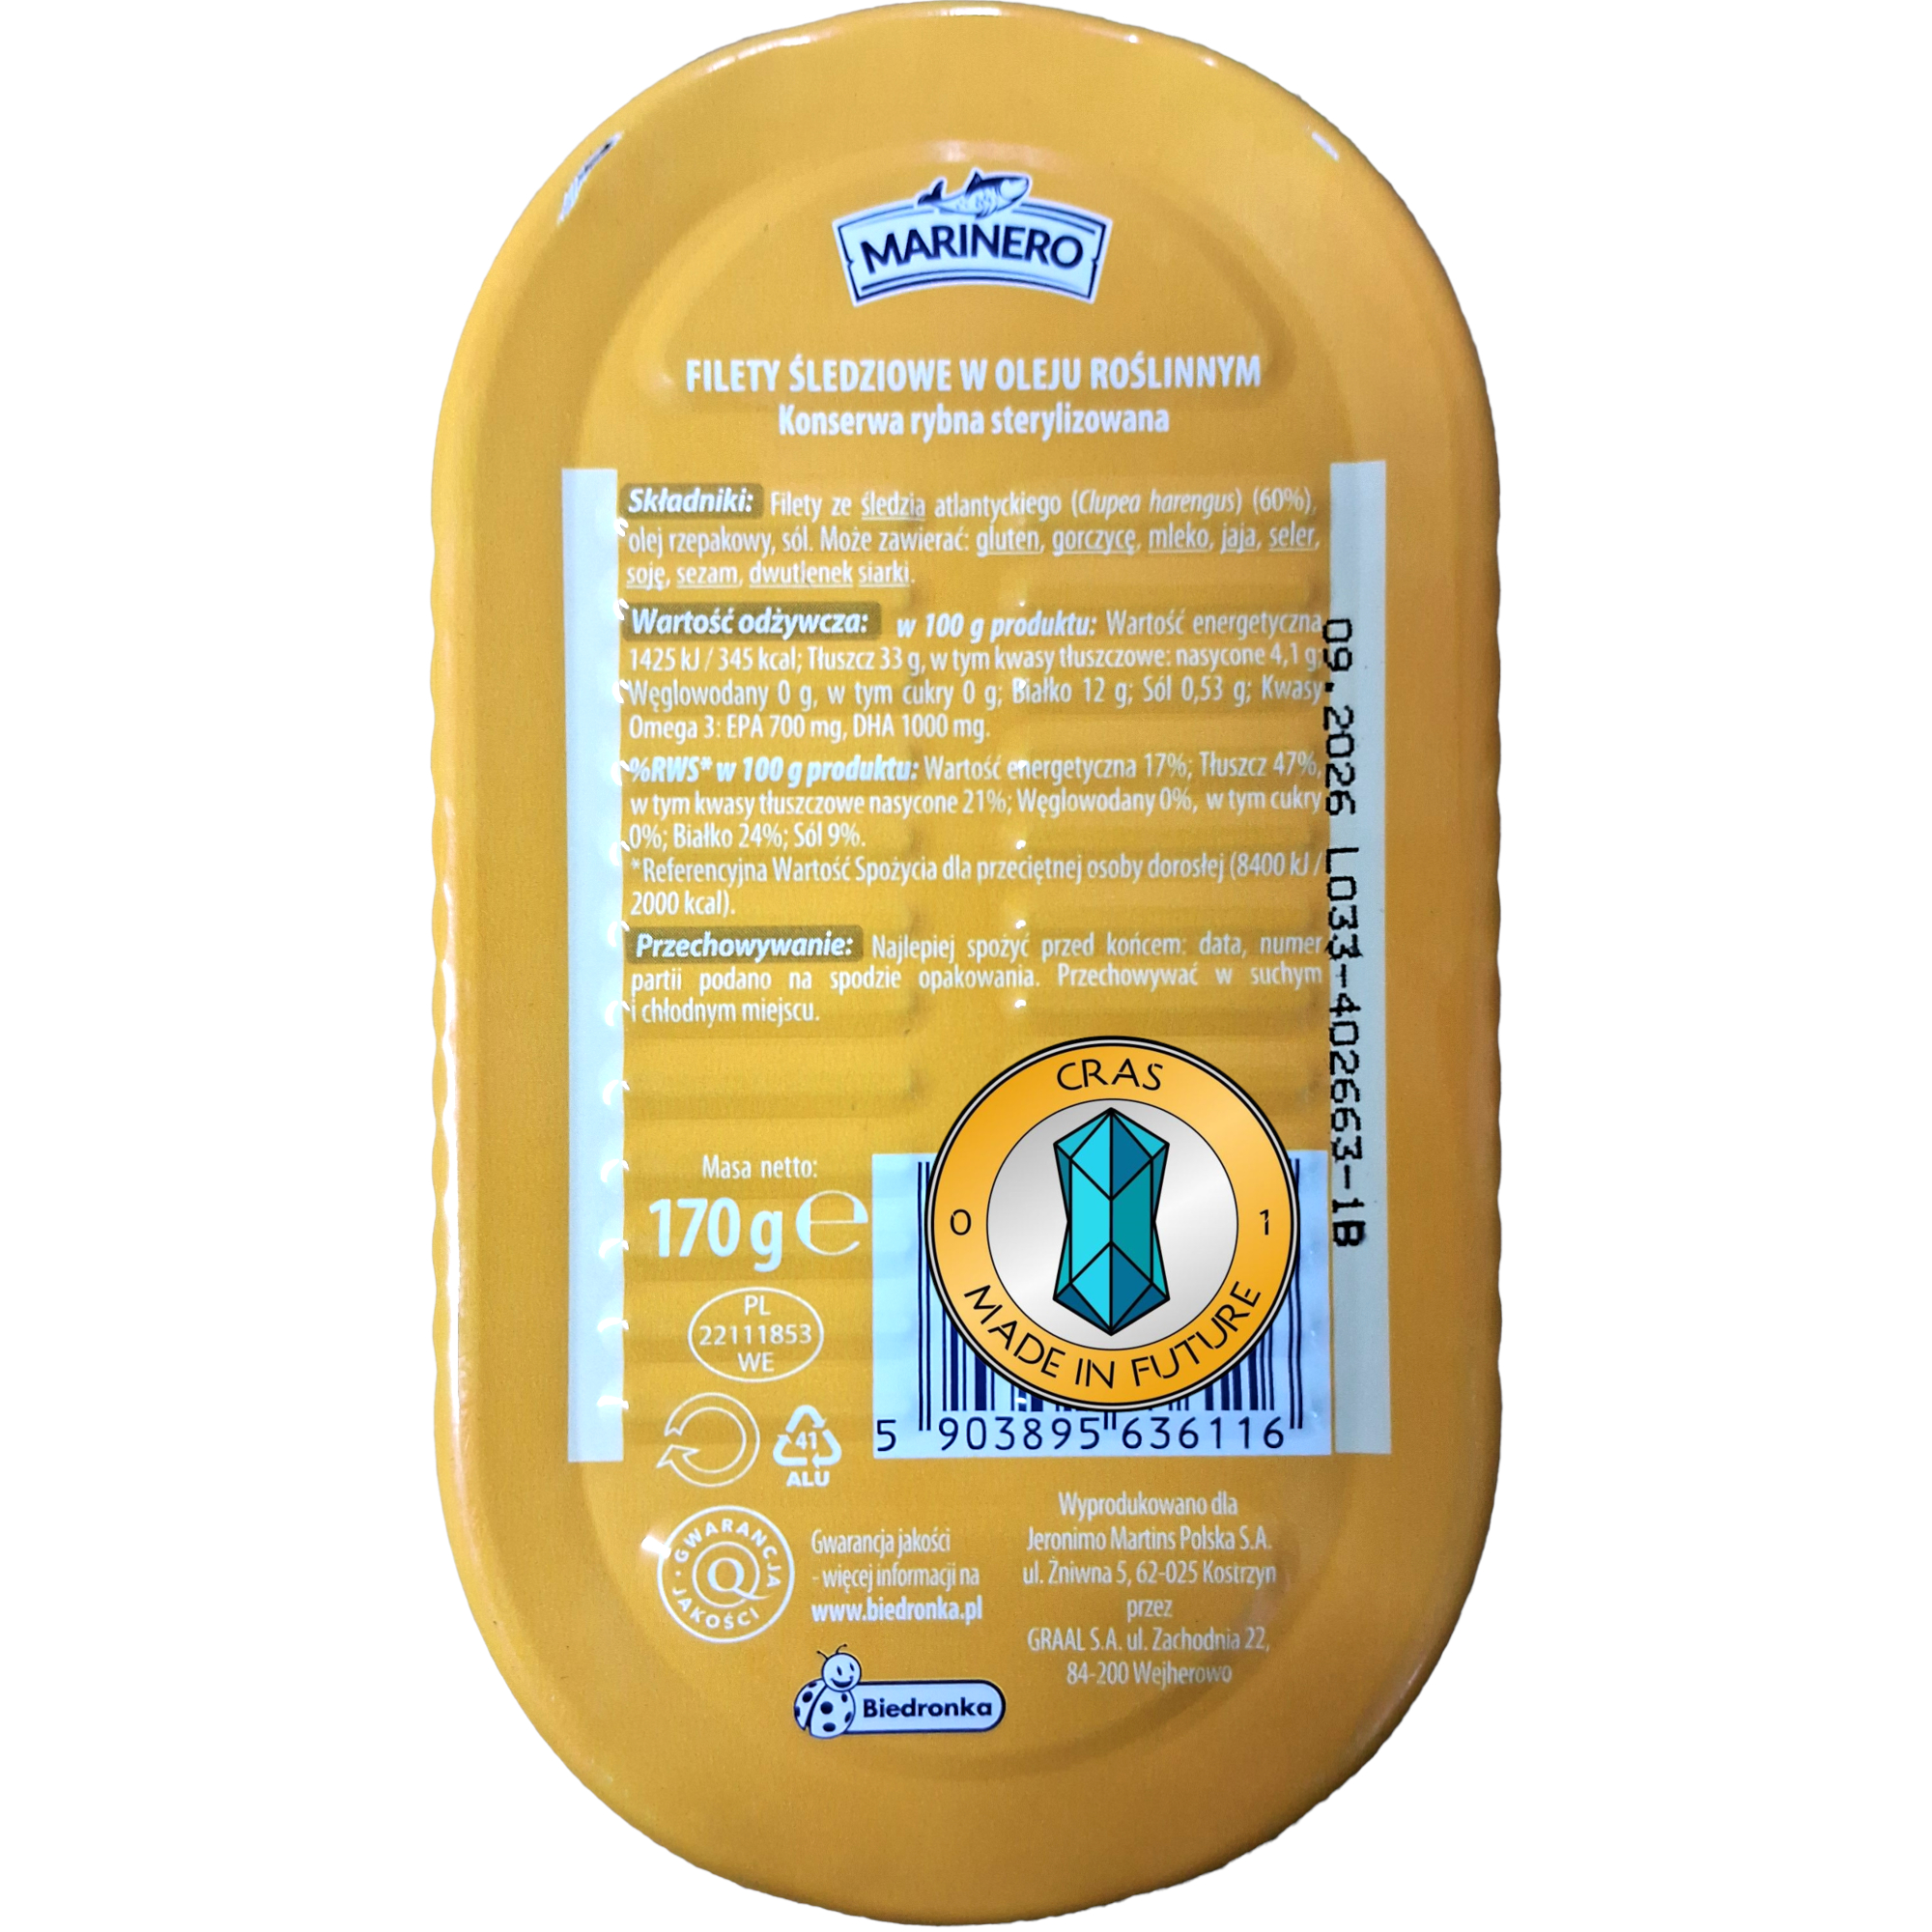 MARINERO
FILETY ŚLEDZIOWE W OLEJU ROŚLINNYM
Konserwa rybna sterylizowana
Składniki: Filety ze śledzia atlantyckiego (Clupea harengus) (60%),
olej rzepakowy, sól. Może zawierać: gluten, gorczycę, mleko, jaja, seler,
soję, sezam, dwutlenek siarki.
Wartość odżywcza: w 100 g produktu: Wartość energetyczna
1425 kJ / 345 kcal; Tłuszcz 33 g, w tym kwasy tłuszczowe: nasycone 4,1 g;
Węglowodany 0 g, w tym cukry 0 g; Białko 12 g; Sól 0,53 g; Kwasy
Omega 3: EPA 700 mg, DHA 1000 mg.
%RWS* w 100 g produktu: Wartość energetyczna 17%; Tłuszcz 47%,
w tym kwasy tłuszczowe nasycone 21%; Węglowodany 0%, w tym cukry
0%; Białko 24%; Sól 9%.
*Referencyjna Wartość Spożycia dla przeciętnej osoby dorosłej (8400 kJ /
2000 kcal).
Przechowywanie: Najlepiej spożyć przed końcem: data, numer
partii podano na spodzie opakowania. Przechowywać w suchym
i chłodnym miejscu.
09.2026 L033-402663-1B
CRAS
0 1
MADE IN FUTURE
Masa netto:
170 g e
PL
22111853
WE
5 903895 636116
41
ALU
GWARANCJA JAKOŚCI
Q
Gwarancja jakości
- więcej informacji na
www.biedronka.pl
Wyprodukowano dla
Jeronimo Martins Polska S.A.
ul. Żniwna 5, 62-025 Kostrzyn
przez
GRAAL S.A. ul. Zachodnia 22,
84-200 Wejherowo
Biedronka